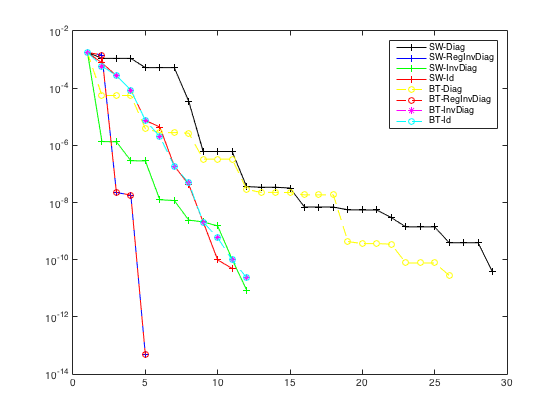 10^-2
10^-4
10^-6
10^-8
10^-10
10^-12
10^-14
0 5 10 15 20 25 30
SW-Diag
SW-RegInvDiag
SW-InvDiag
SW-Id
BT-Diag
BT-RegInvDiag
BT-InvDiag
BT-Id